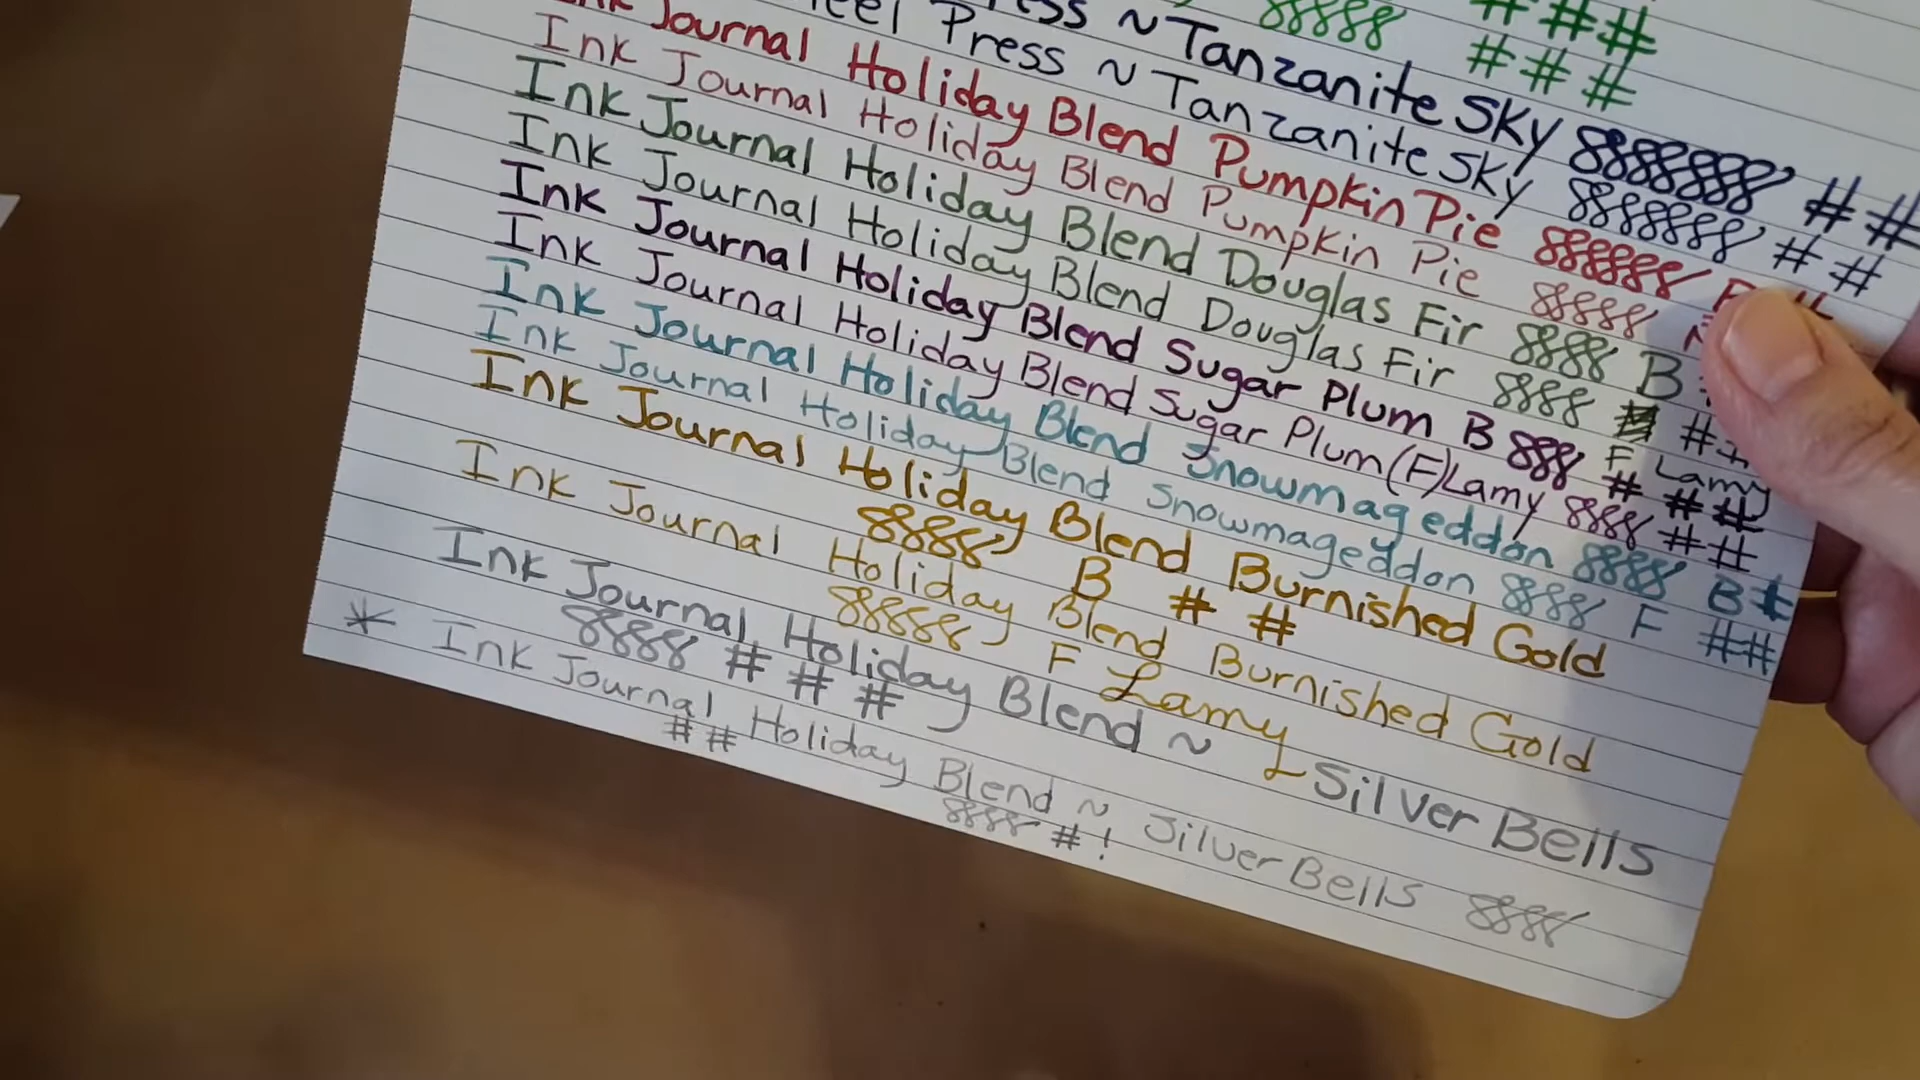 88888 ###
ess ~ Tanzanite Sky 8888888 ##
###
eel Press ~ Tanzanite Sky 8888888 ##
Ink Journal Holiday Blend Pumpkin Pie 888888
Ink Journal Holiday Blend Pumpkin Pie 88888
Ink Journal Holiday Blend Douglas Fir 8888 B
Ink Journal Holiday Blend Douglas Fir 8888 ##
F Lamy
Ink Journal Holiday Blend Sugar Plum B 888 # ##
Ink Journal Holiday Blend Sugar Plum (F) Lamy 8888 ##
Ink Journal Holiday Blend Snowmageddon 8888 B
Ink Journal Holiday Blend Snowmageddon 8888 F ##
Ink Journal Holiday Blend Burnished Gold
8888 B # #
Ink Journal Holiday Blend Burnished Gold
88888 F Lamy
Ink Journal Holiday Blend ~ Silver Bells
8888 # # #
* Ink Journal Holiday Blend ~ Silver Bells 8888
## 8888 # !